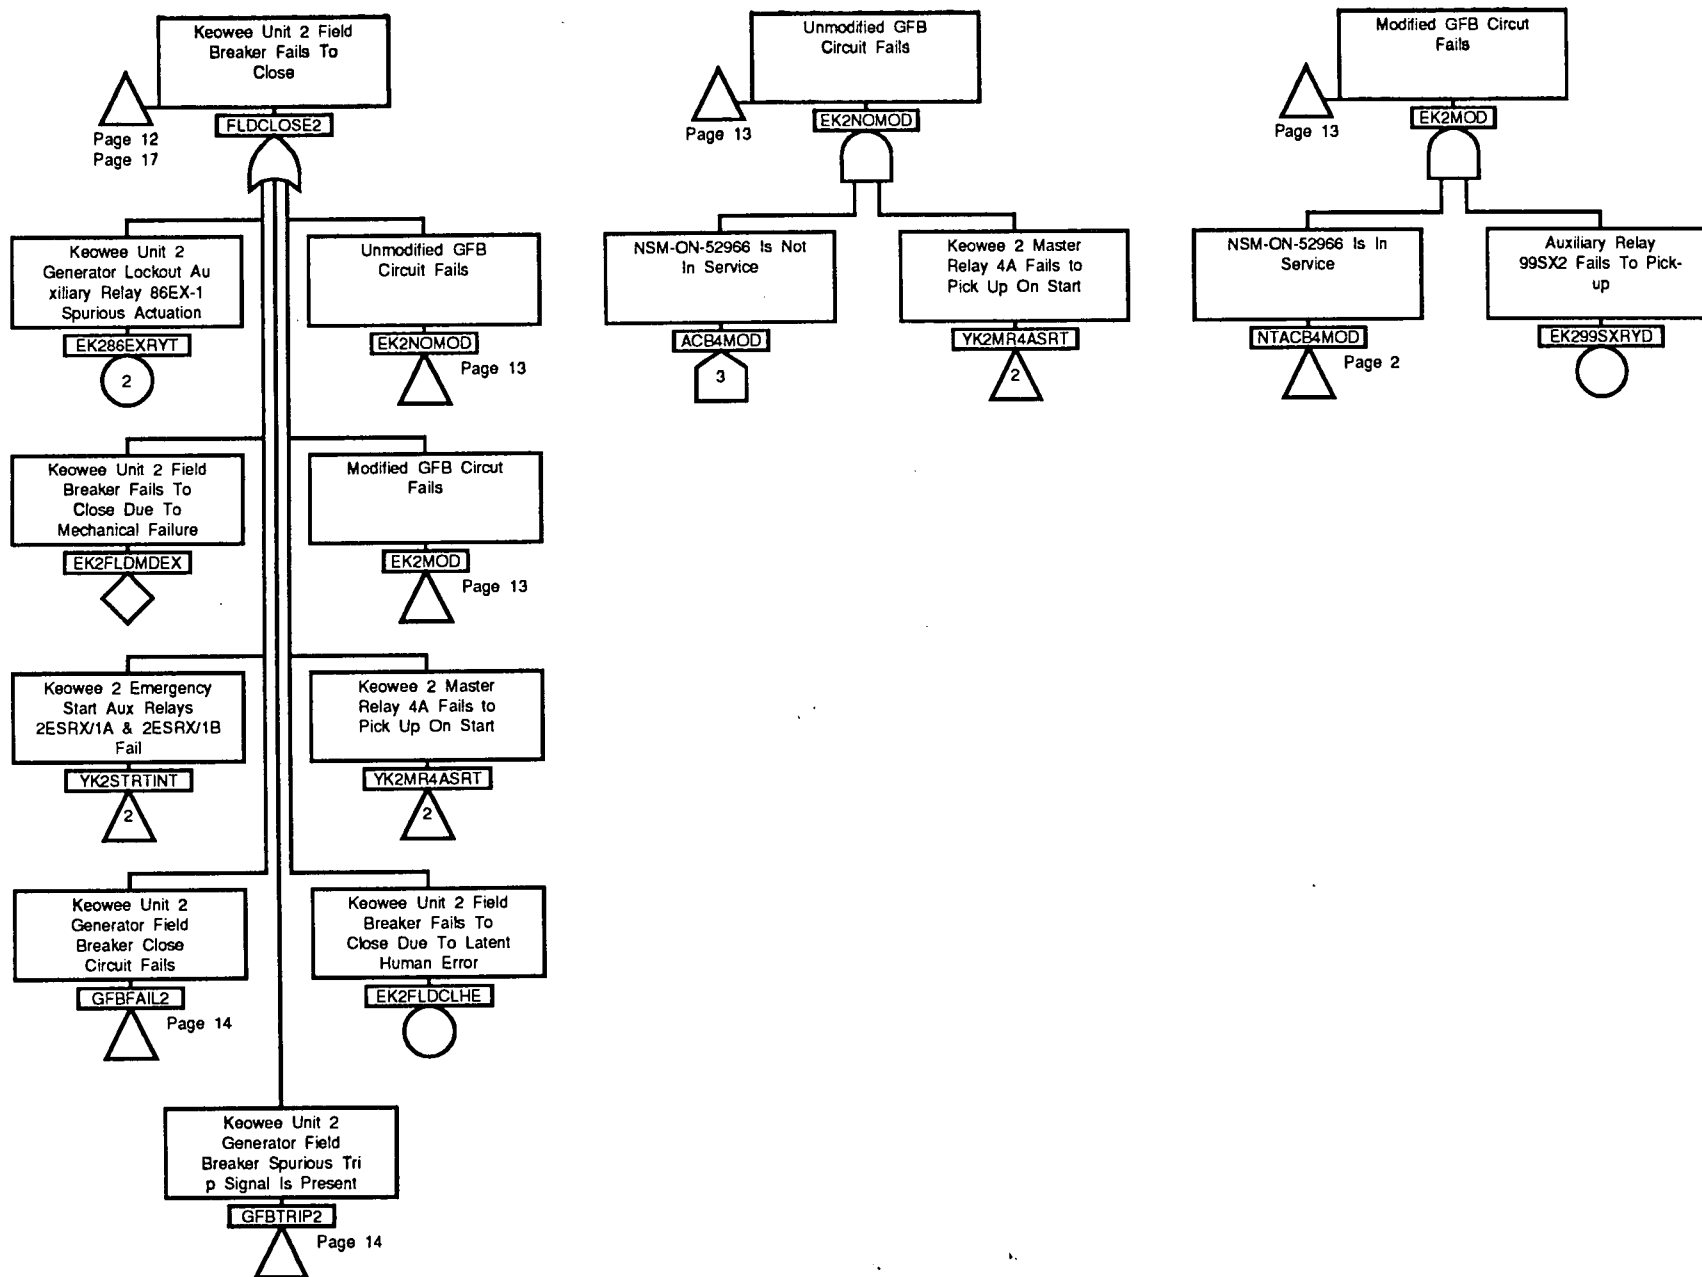 Keowee Unit 2 Field
Breaker Fails To
Close
Page 12
Page 17
FLDCLOSE2
Keowee Unit 2
Generator Lockout Au
xiliary Relay 86EX-1
Spurious Actuation
EK286EXRYT
2
Unmodified GFB
Circuit Fails
EK2NOMOD
Page 13
Keowee Unit 2 Field
Breaker Fails To
Close Due To
Mechanical Failure
EK2FLDMDEX
Modified GFB Circut
Fails
EK2MOD
Page 13
Keowee 2 Emergency
Start Aux Relays
2ESRX/1A & 2ESRX/1B
Fail
YK2STRTINT
2
Keowee 2 Master
Relay 4A Fails to
Pick Up On Start
YK2MR4ASRT
2
Keowee Unit 2
Generator Field
Breaker Close
Circuit Fails
GFBFAIL2
Page 14
Keowee Unit 2 Field
Breaker Fails To
Close Due To Latent
Human Error
EK2FLDCLHE
Keowee Unit 2
Generator Field
Breaker Spurious Tri
p Signal Is Present
GFBTRIP2
Page 14
Unmodified GFB
Circuit Fails
Page 13
EK2NOMOD
NSM-ON-52966 Is Not
In Service
ACB4MOD
3
Keowee 2 Master
Relay 4A Fails to
Pick Up On Start
YK2MR4ASRT
2
Modified GFB Circut
Fails
Page 13
EK2MOD
NSM-ON-52966 Is In
Service
NTACB4MOD
Page 2
Auxiliary Relay
99SX2 Fails To Pick-
up
EK299SXRYD